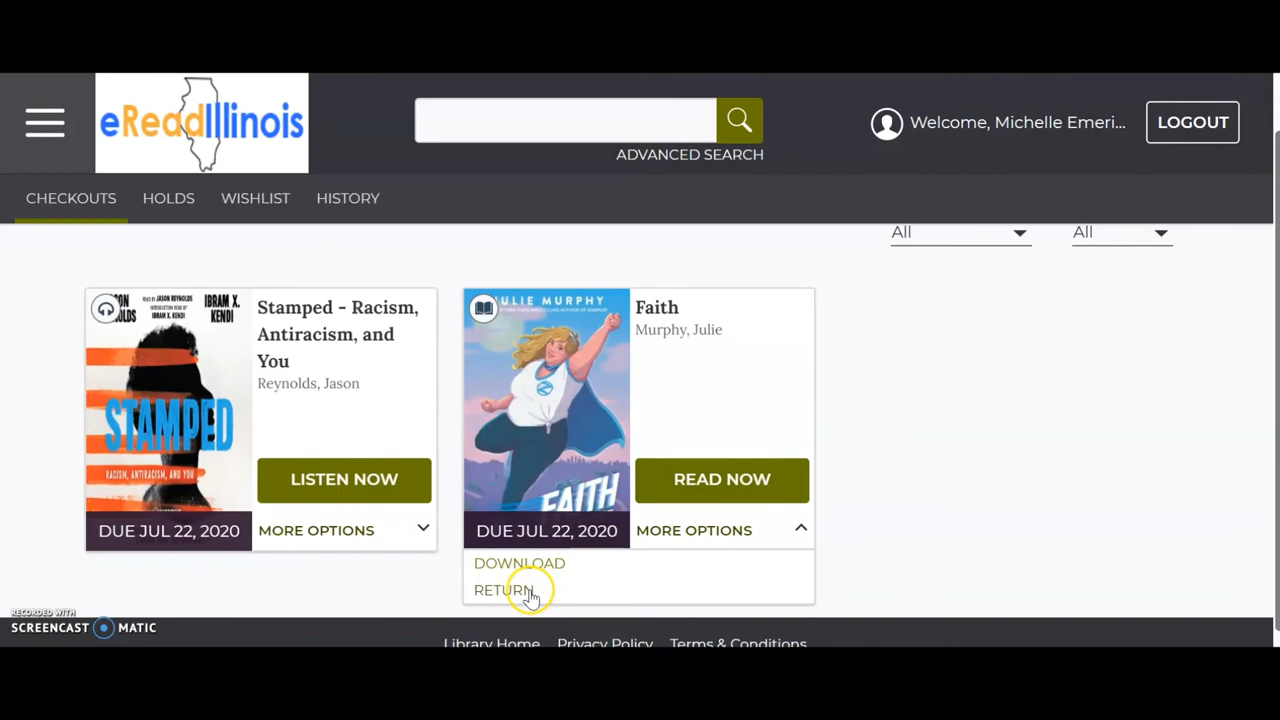 eReadIllinois
ADVANCED SEARCH
Welcome, Michelle Emeri...
LOGOUT
CHECKOUTS HOLDS WISHLIST HISTORY
All All
IBRAM X.
KENDI
STAMPED
RACISM, ANTIRACISM, AND YOU
DUE JUL 22, 2020
Stamped - Racism,
Antiracism, and
You
Reynolds, Jason
LISTEN NOW
MORE OPTIONS
JULIE MURPHY
FAITH
DUE JUL 22, 2020
Faith
Murphy, Julie
READ NOW
MORE OPTIONS
DOWNLOAD
RETURN
RECORDED WITH
SCREENCAST MATIC
Library Home Privacy Policy Terms & Conditions